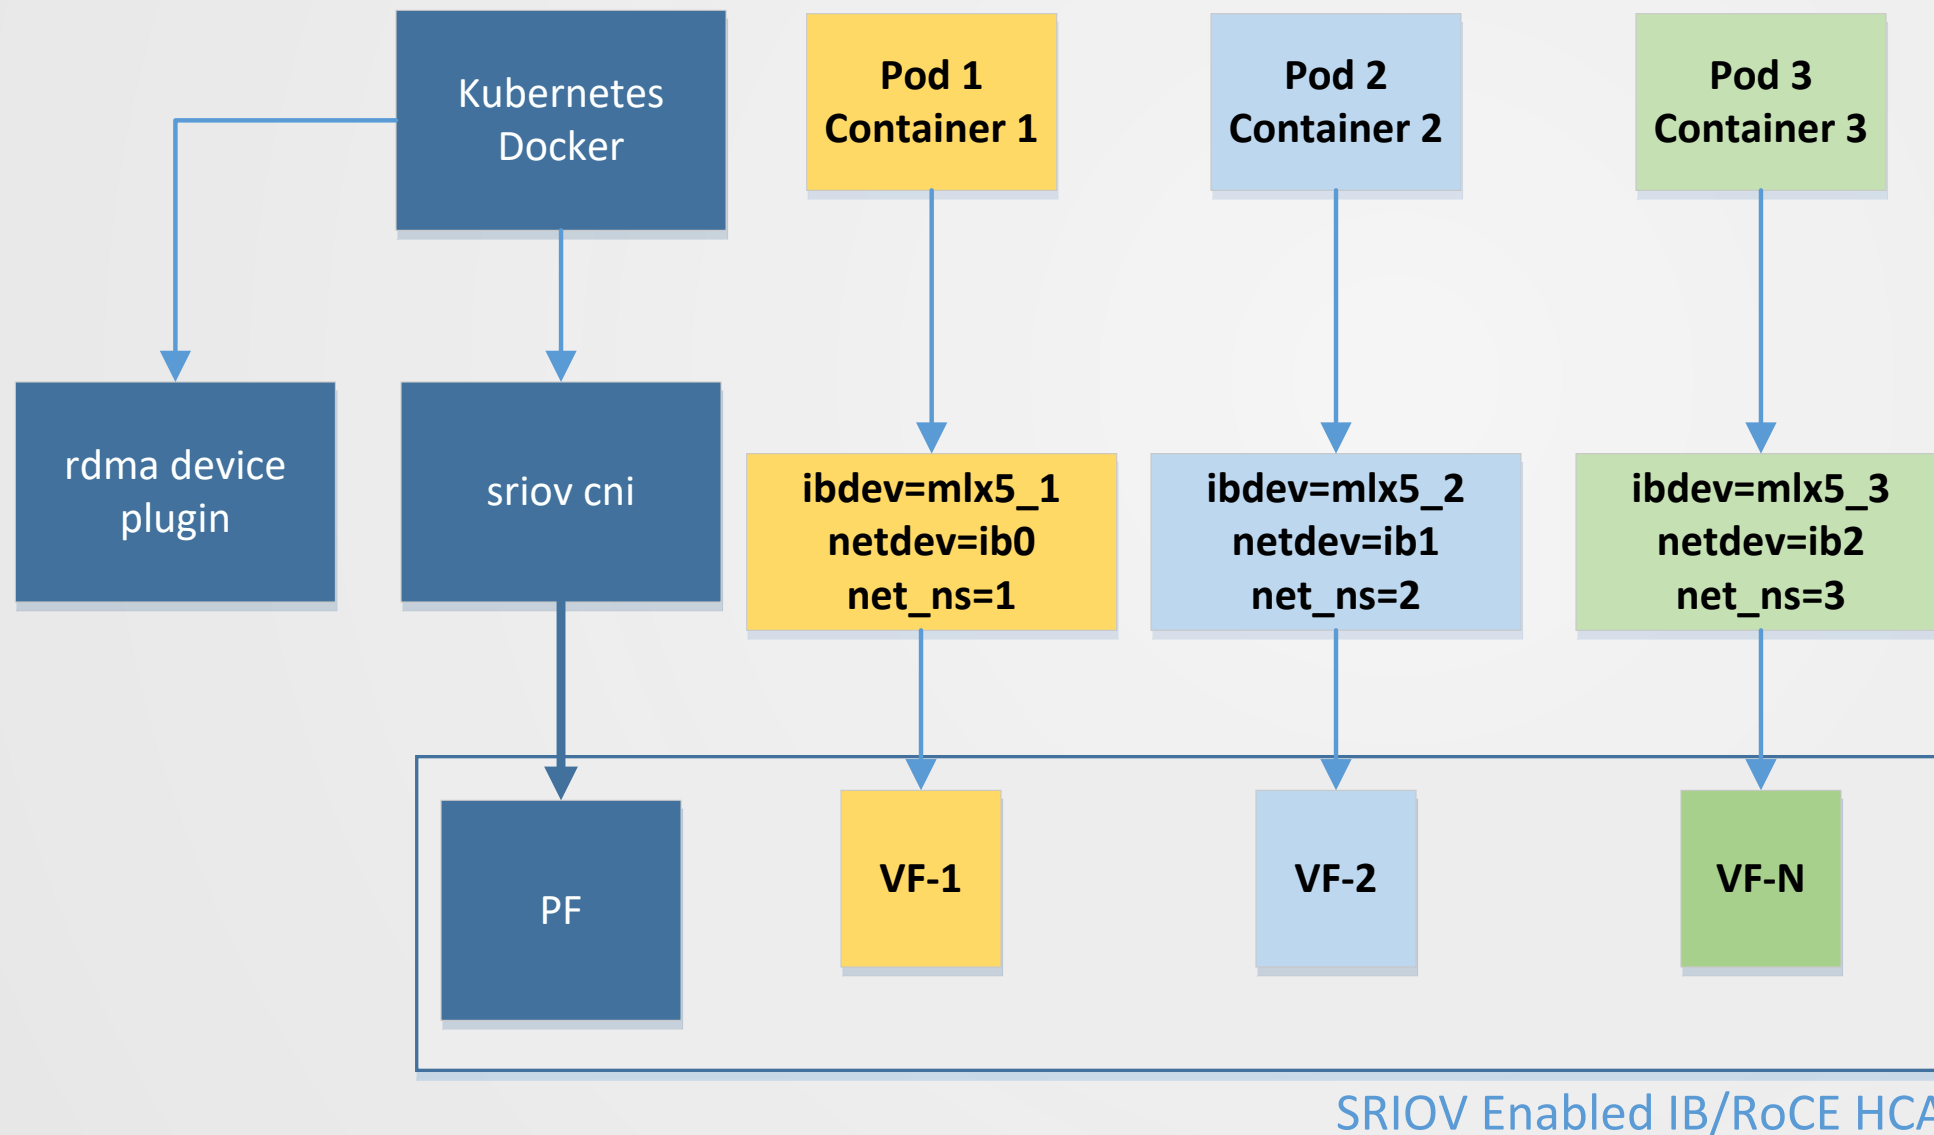 Kubernetes
Docker
Pod 1
Container 1
Pod 2
Container 2
Pod 3
Container 3
rdma device
plugin
sriov cni
ibdev=mlx5_1
netdev=ib0
net_ns=1
ibdev=mlx5_2
netdev=ib1
net_ns=2
ibdev=mlx5_3
netdev=ib2
net_ns=3
PF
VF-1
VF-2
VF-N
SRIOV Enabled IB/RoCE HCA